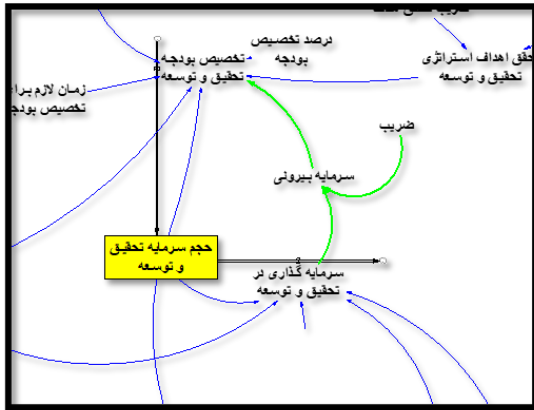 درصد تخصیص
بودجه
تخصیص بودجه
تحقیق و توسعه
حقق اهداف استراتژی
تحقیق و توسعه
زمان لازم برای
تخصیص بودجه
ضریب
سرمایه بیرونی
حجم سرمایه تحقیق
و توسعه
سرمایه گذاری در
تحقیق و توسعه